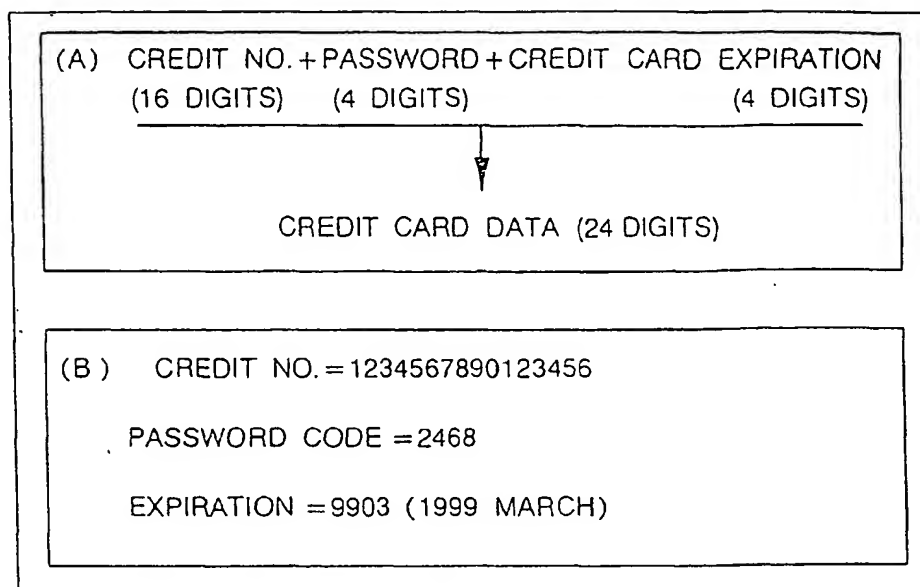 (A) CREDIT NO.+PASSWORD+CREDIT CARD EXPIRATION
(16 DIGITS) (4 DIGITS) (4 DIGITS)
CREDIT CARD DATA (24 DIGITS)
(B) CREDIT NO.=1234567890123456
PASSWORD CODE =2468
EXPIRATION =9903 (1999 MARCH)